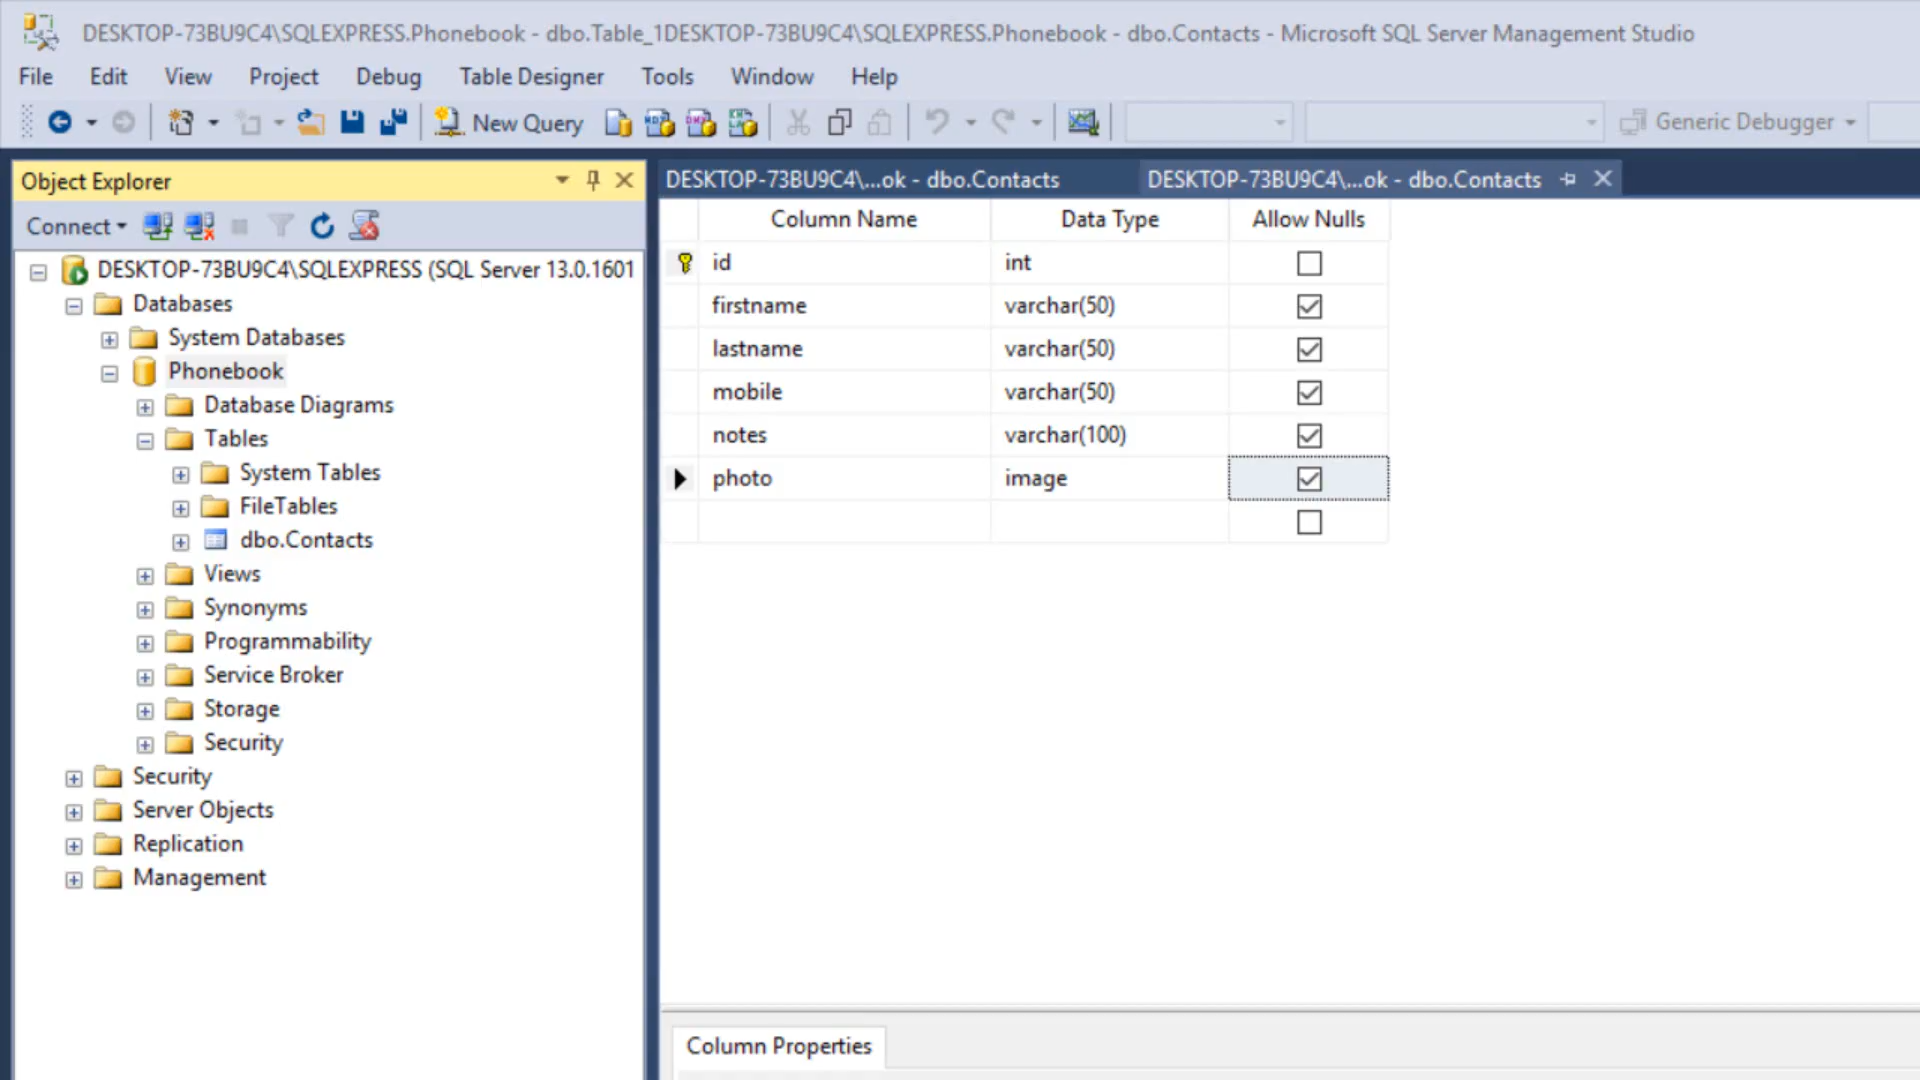 DESKTOP-73BU9C4\SQLEXPRESS.Phonebook - dbo.Table_1DESKTOP-73BU9C4\SQLEXPRESS.Phonebook - dbo.Contacts - Microsoft SQL Server Management Studio
File Edit View Project Debug Table Designer Tools Window Help
New Query Generic Debugger
Object Explorer
Connect
DESKTOP-73BU9C4\SQLEXPRESS (SQL Server 13.0.1601
Databases
System Databases
Phonebook
Database Diagrams
Tables
System Tables
FileTables
dbo.Contacts
Views
Synonyms
Programmability
Service Broker
Storage
Security
Security
Server Objects
Replication
Management
DESKTOP-73BU9C4\...ok - dbo.Contacts DESKTOP-73BU9C4\...ok - dbo.Contacts
Column Name Data Type Allow Nulls
id int
firstname varchar(50)
lastname varchar(50)
mobile varchar(50)
notes varchar(100)
photo image
Column Properties